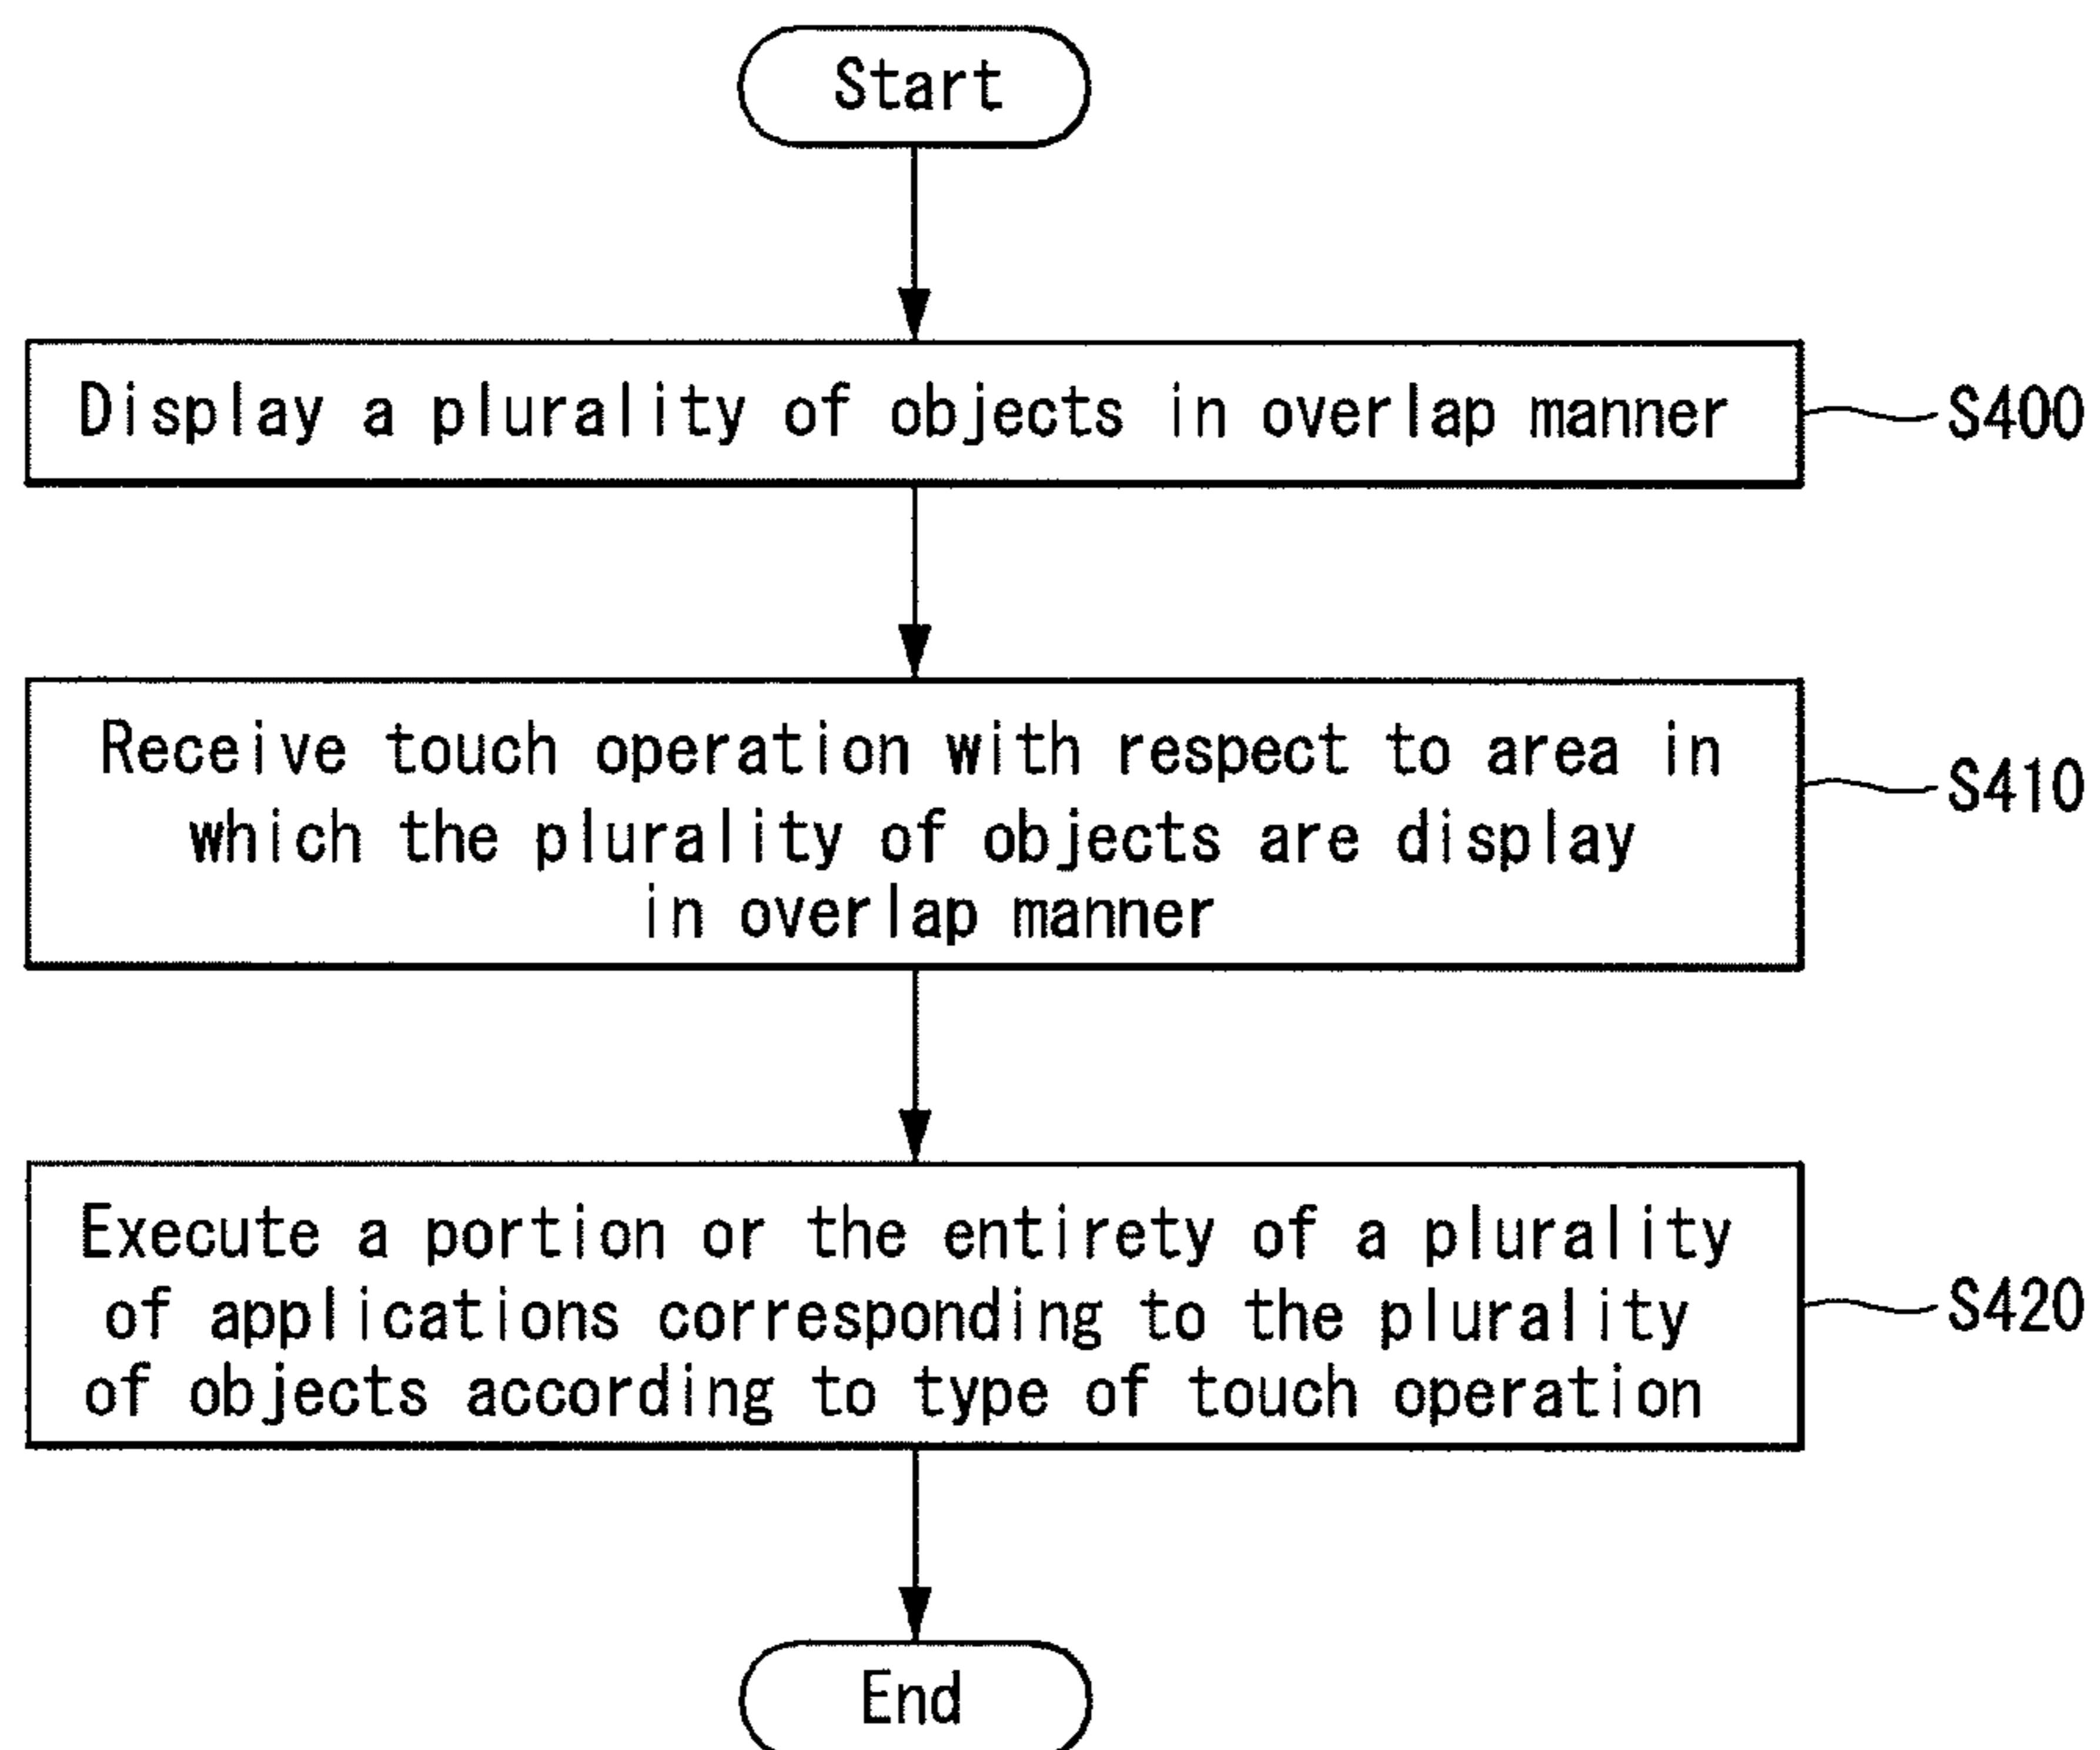 Start
Display a plurality of objects in overlap manner
S400
Receive touch operation with respect to area in
which the plurality of objects are display
in overlap manner
S410
Execute a portion or the entirety of a plurality
of applications corresponding to the plurality
of objects according to type of touch operation
S420
End